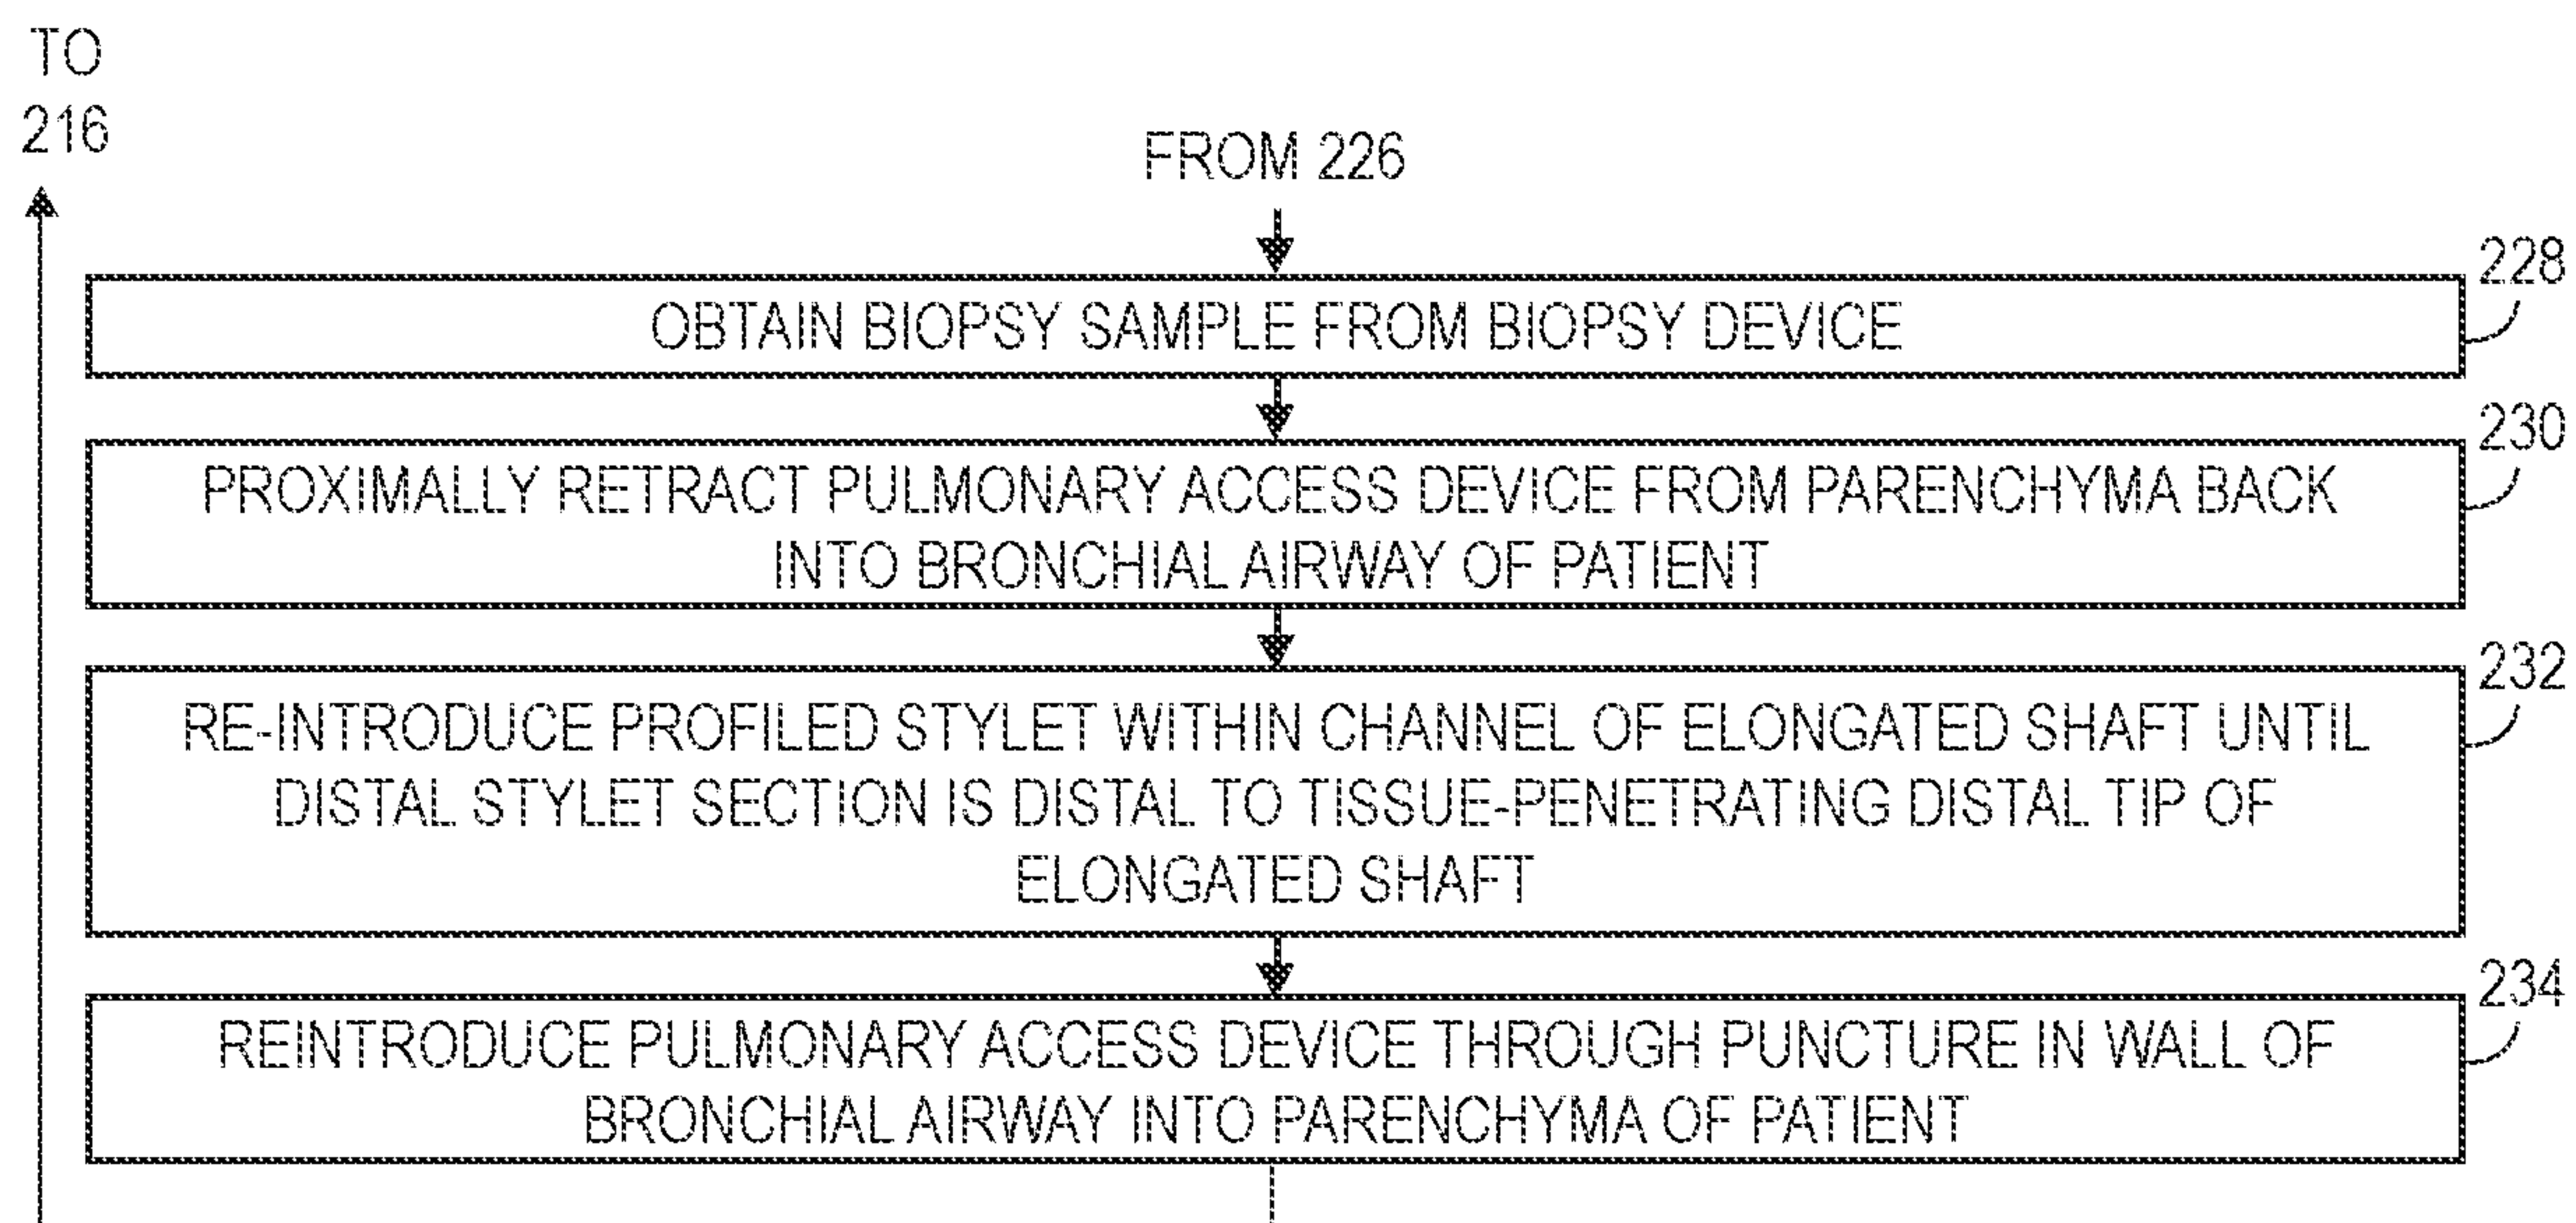 TO
216
FROM 226
228
OBTAIN BIOPSY SAMPLE FROM BIOPSY DEVICE
230
PROXIMALLY RETRACT PULMONARY ACCESS DEVICE FROM PARENCHYMA BACK
INTO BRONCHIAL AIRWAY OF PATIENT
232
RE-INTRODUCE PROFILED STYLET WITHIN CHANNEL OF ELONGATED SHAFT UNTIL
DISTAL STYLET SECTION IS DISTAL TO TISSUE-PENETRATING DISTAL TIP OF
ELONGATED SHAFT
234
REINTRODUCE PULMONARY ACCESS DEVICE THROUGH PUNCTURE IN WALL OF
BRONCHIAL AIRWAY INTO PARENCHYMA OF PATIENT